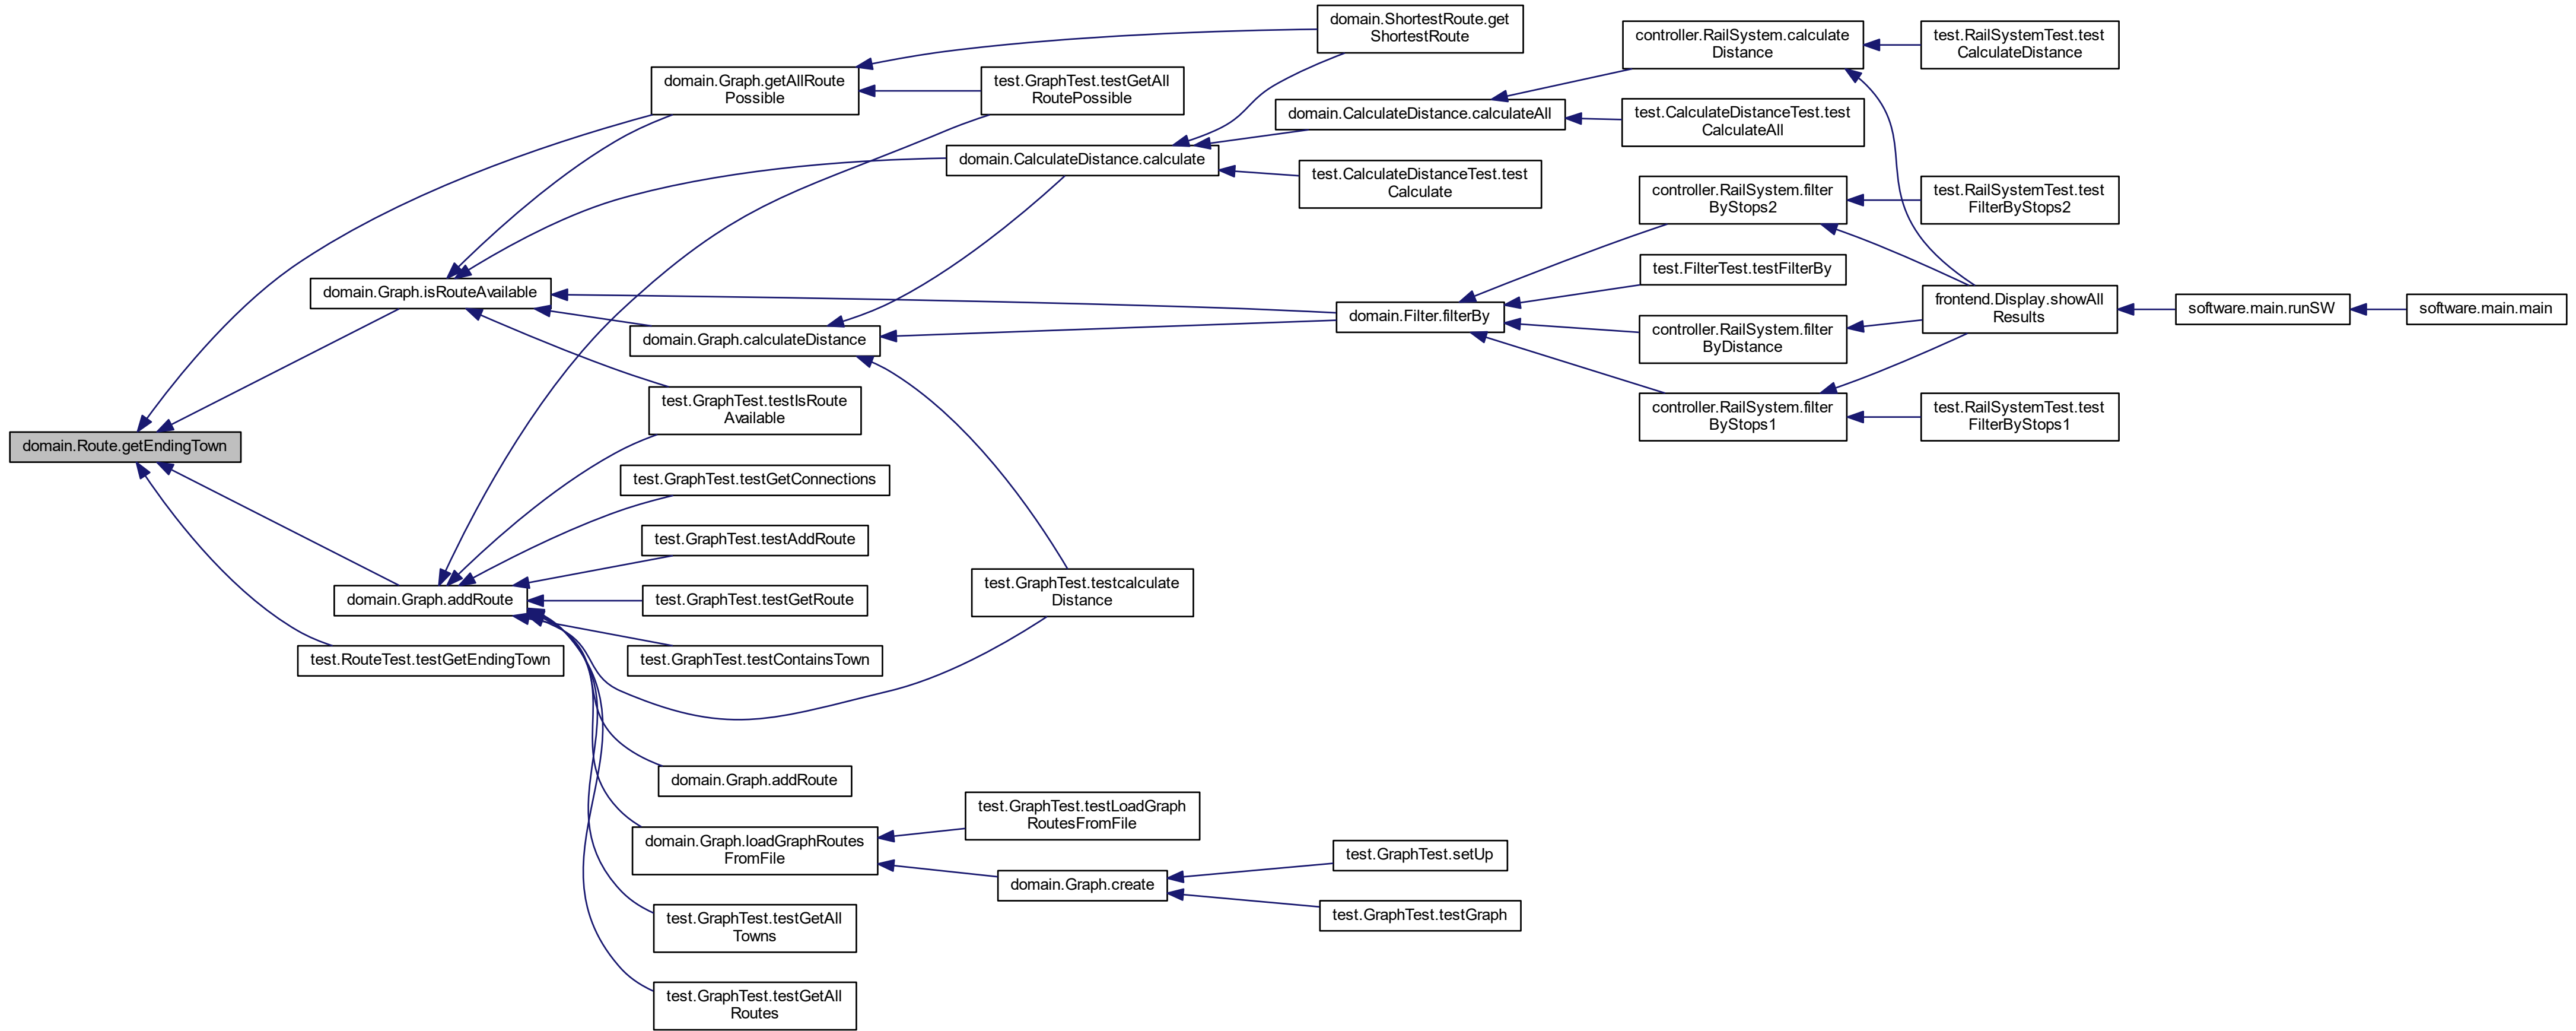 domain.Route.getEndingTown
domain.Graph.getAllRoute
Possible
domain.Graph.isRouteAvailable
domain.Graph.addRoute
test.RouteTest.testGetEndingTown
domain.ShortestRoute.get
ShortestRoute
test.GraphTest.testGetAll
RoutePossible
domain.CalculateDistance.calculate
domain.Graph.calculateDistance
test.GraphTest.testIsRoute
Available
test.GraphTest.testGetConnections
test.GraphTest.testAddRoute
test.GraphTest.testGetRoute
test.GraphTest.testContainsTown
domain.Graph.addRoute
domain.Graph.loadGraphRoutes
FromFile
test.GraphTest.testGetAll
Towns
test.GraphTest.testGetAll
Routes
domain.CalculateDistance.calculateAll
test.CalculateDistanceTest.test
Calculate
domain.Filter.filterBy
test.GraphTest.testcalculate
Distance
test.GraphTest.testLoadGraph
RoutesFromFile
domain.Graph.create
test.GraphTest.setUp
test.GraphTest.testGraph
controller.RailSystem.calculate
Distance
test.CalculateDistanceTest.test
CalculateAll
controller.RailSystem.filter
ByStops2
test.FilterTest.testFilterBy
controller.RailSystem.filter
ByDistance
controller.RailSystem.filter
ByStops1
test.RailSystemTest.test
CalculateDistance
test.RailSystemTest.test
FilterByStops2
frontend.Display.showAll
Results
test.RailSystemTest.test
FilterByStops1
software.main.runSW
software.main.main